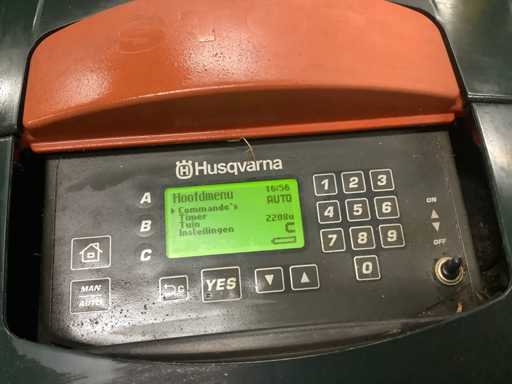 Husqvarna
A
B
C
Hoofdmenu 16:56
AUTO
Commando's
Timer 2208u
Tuin C
Instellingen
1 2 3
4 5 6
7 8 9
0
ON
OFF
MAN
AUTO
C
YES